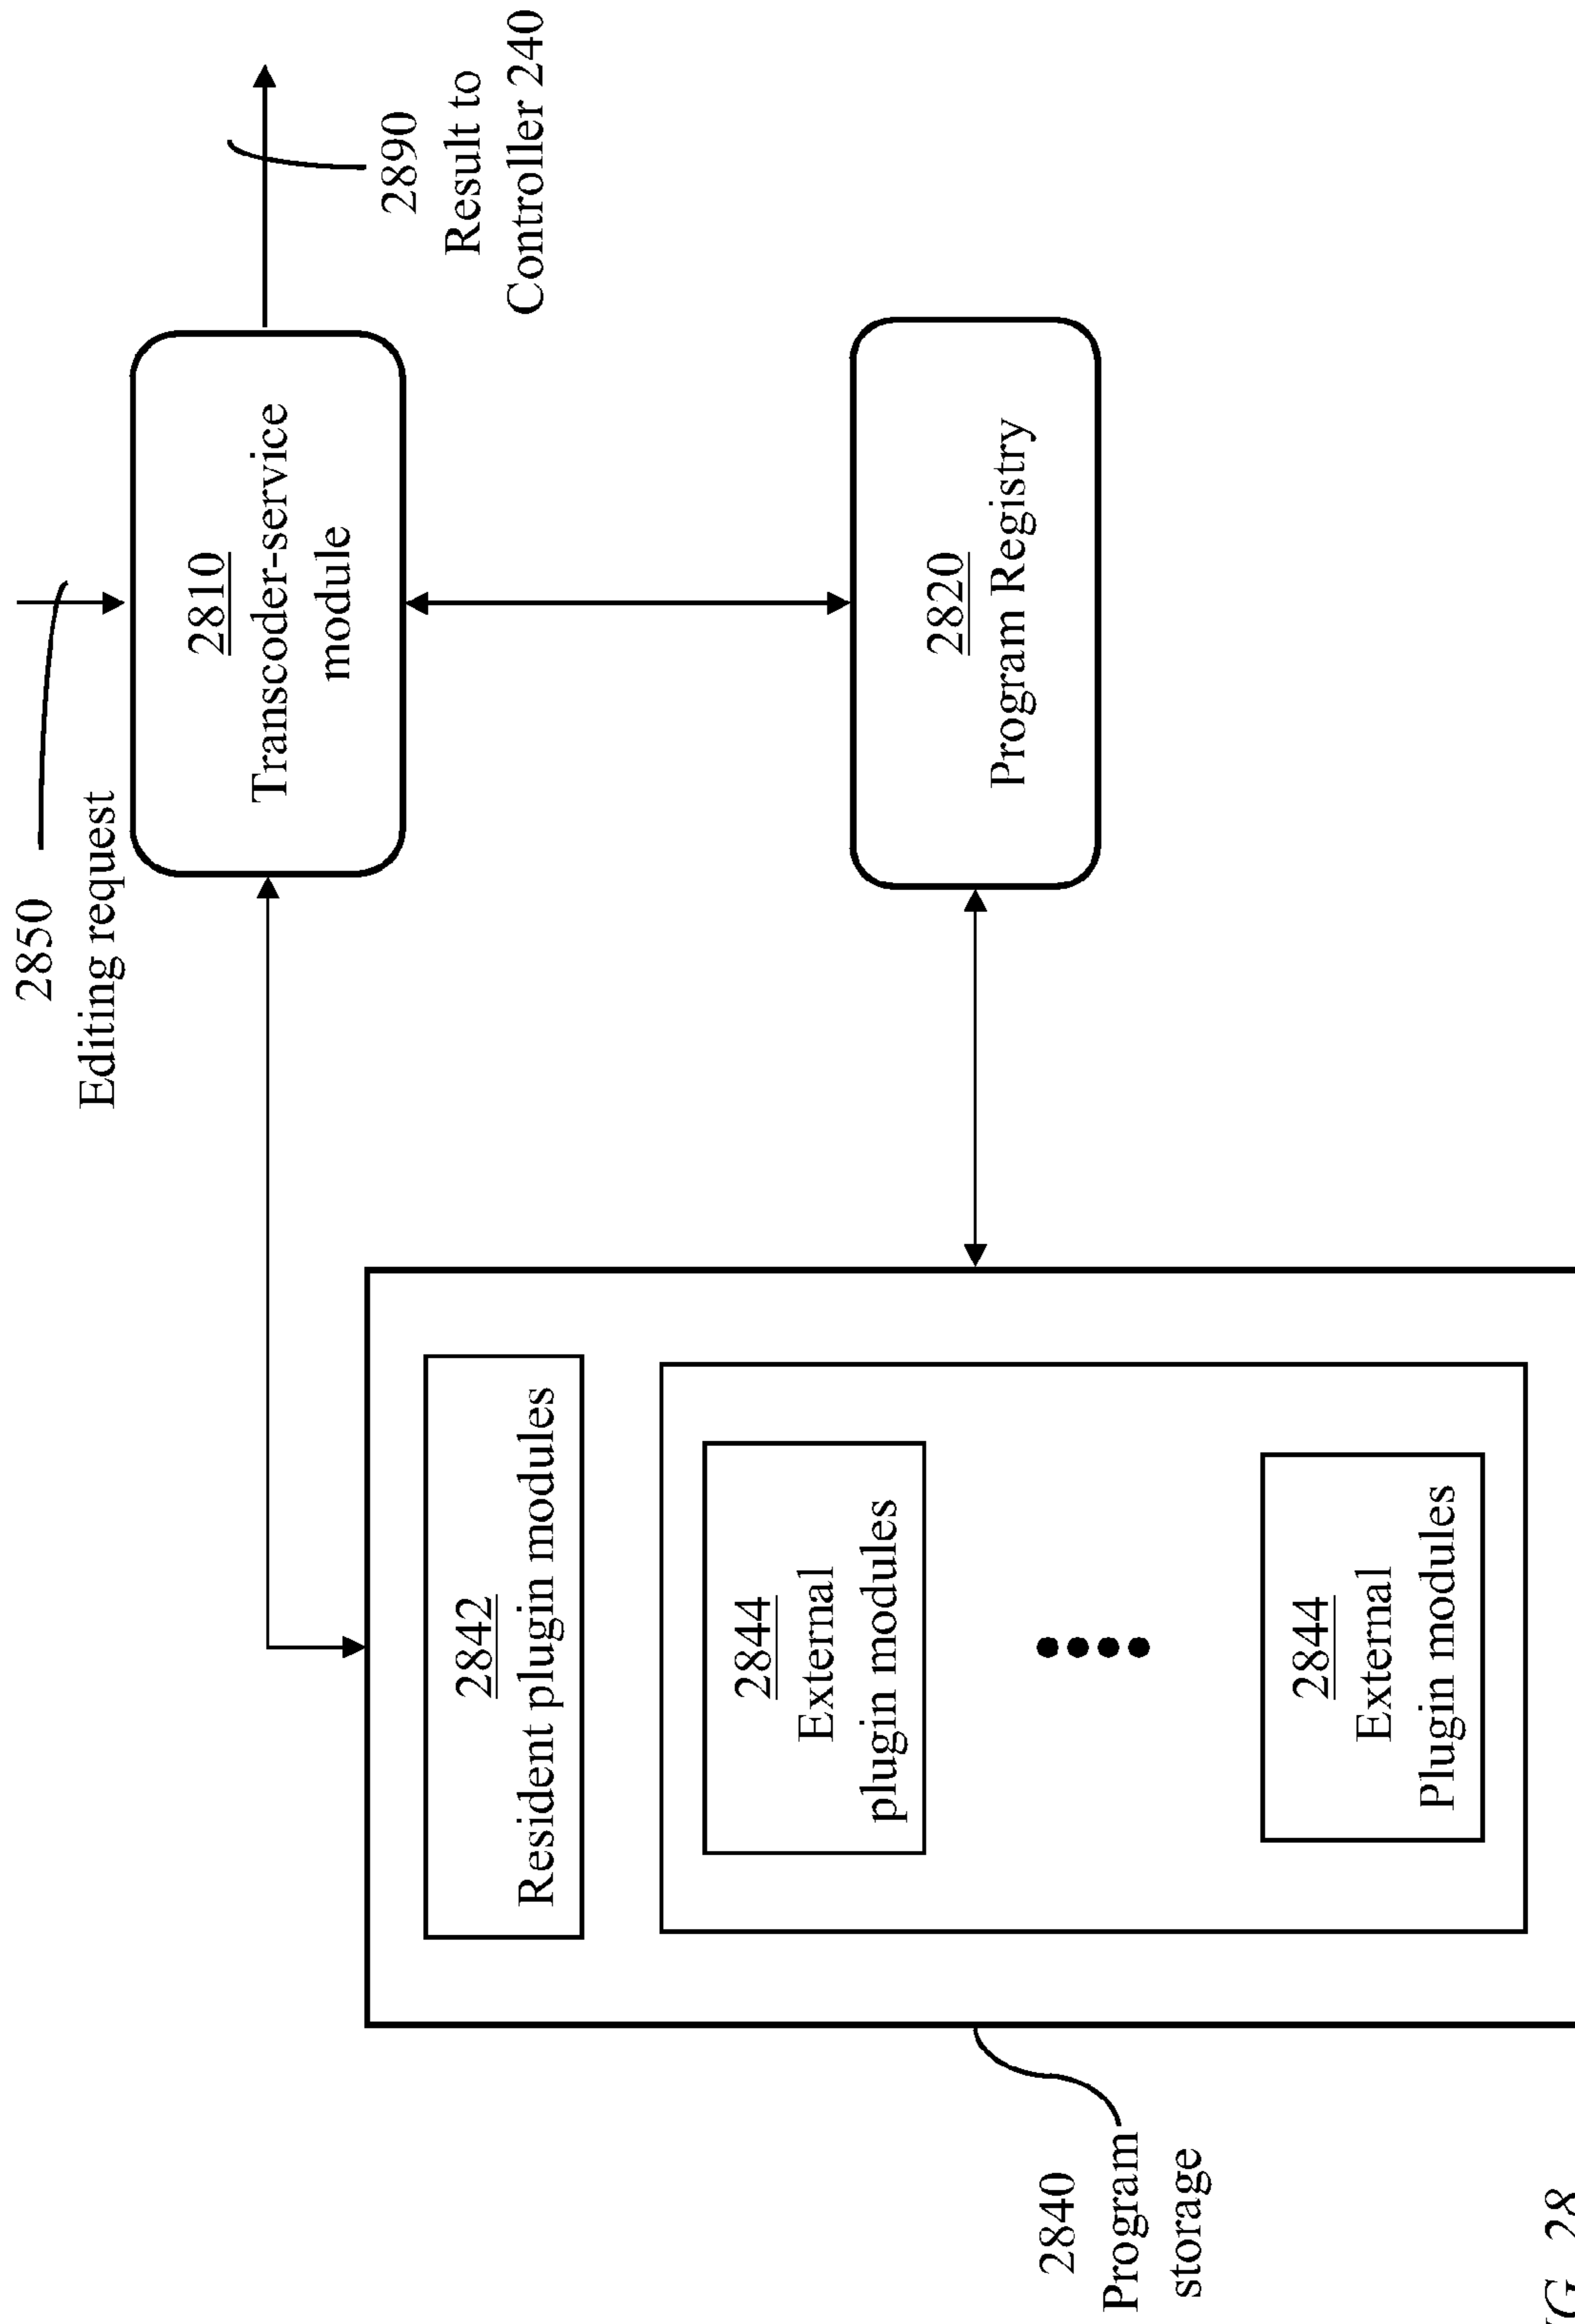 2850
Editing request
2810
Transcoder-service
module
2890
Result to
Controller 240
2842
Resident plugin modules
2844
External
plugin modules
2844
External
Plugin modules
2820
Program Registry
2840
Program
storage
G. 28